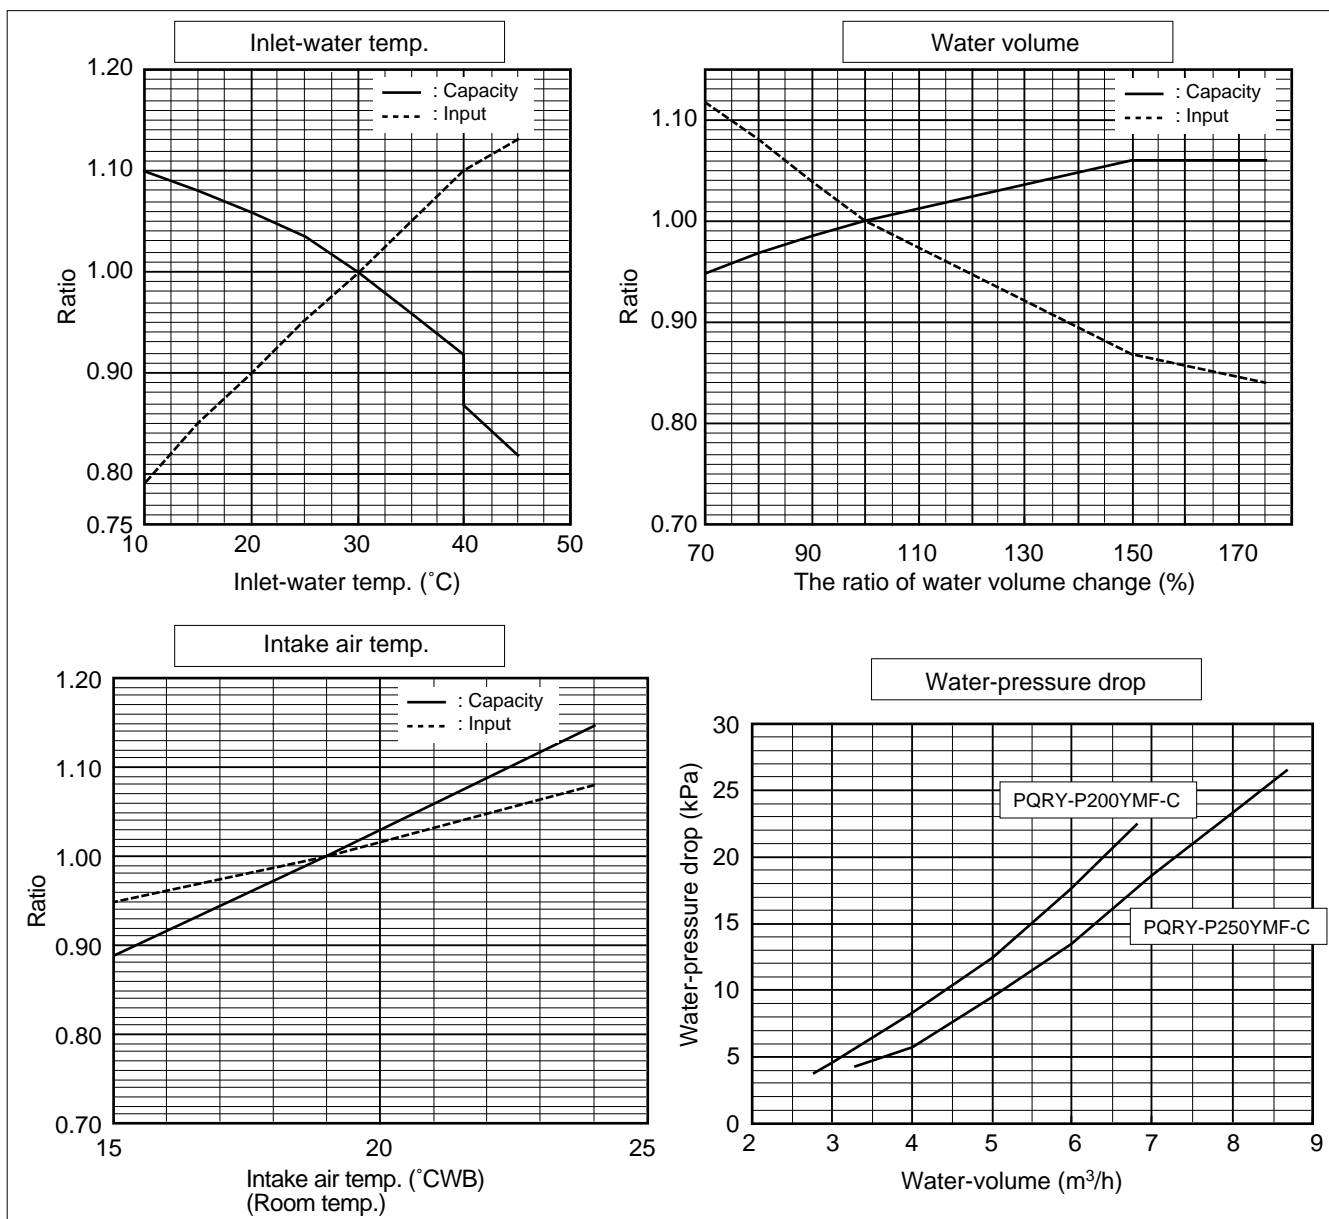 Inlet-water temp.
1.20
1.10
1.00
0.90
0.80
0.75
Ratio
: Capacity
: Input
10 20 30 40 50
Inlet-water temp. (˚C)
Water volume
1.10
1.00
0.90
0.80
0.70
Ratio
: Capacity
: Input
70 90 110 130 150 170
The ratio of water volume change (%)
Intake air temp.
1.20
1.10
1.00
0.90
0.80
0.70
Ratio
: Capacity
: Input
15 20 25
Intake air temp. (˚CWB)
(Room temp.)
Water-pressure drop
30
25
20
15
10
5
0
Water-pressure drop (kPa)
PQRY-P200YMF-C
PQRY-P250YMF-C
2 3 4 5 6 7 8 9
Water-volume (m³/h)